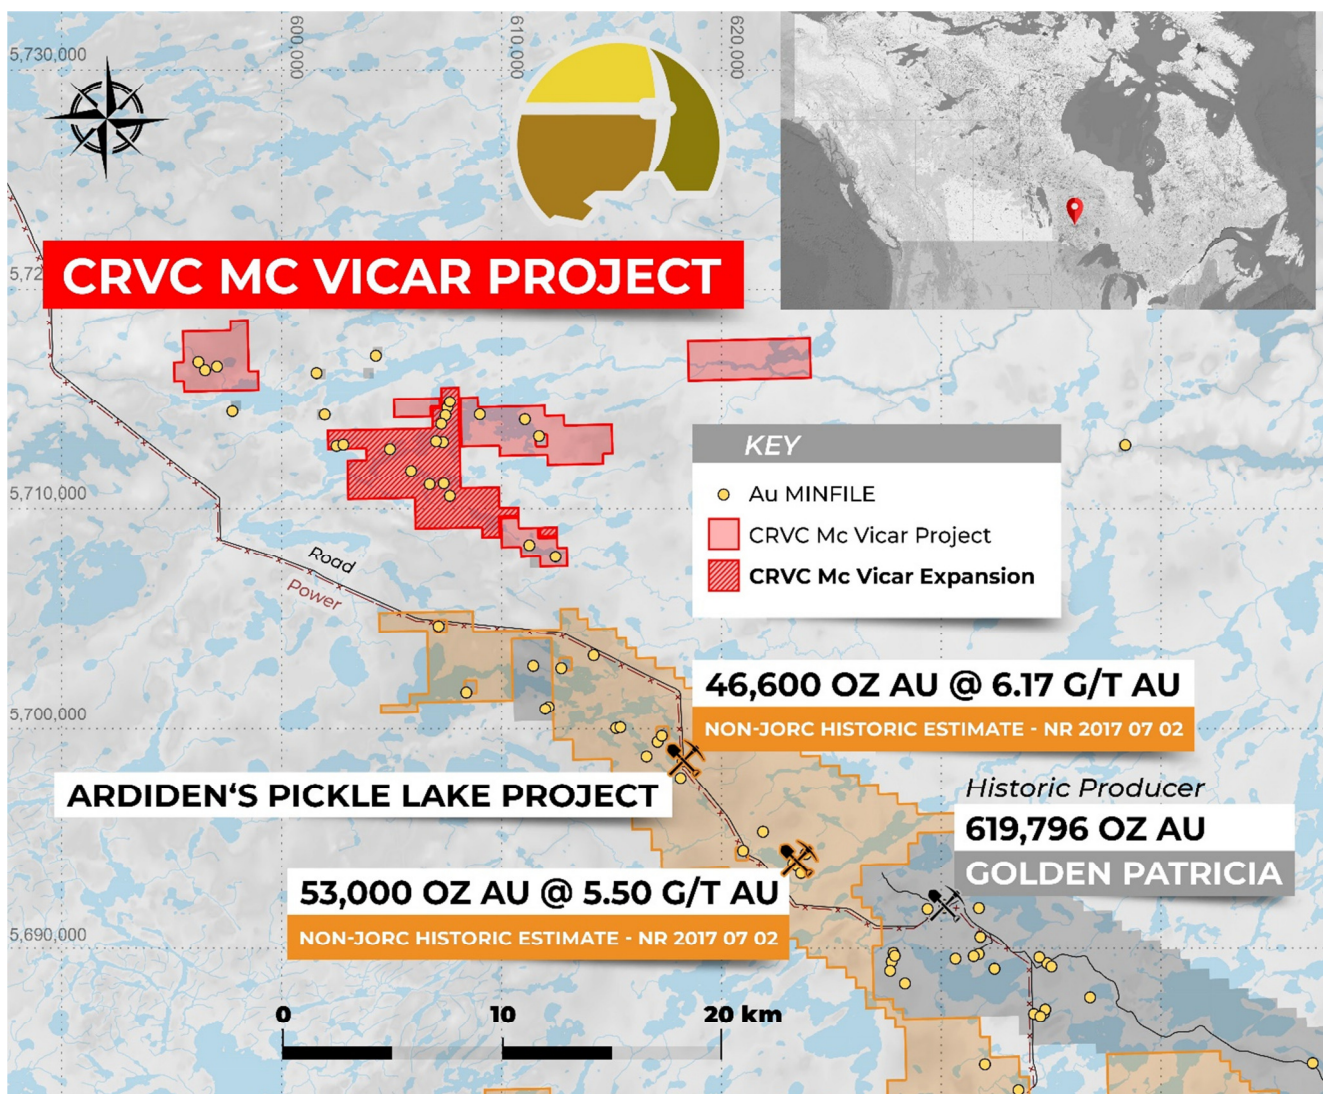 600,000
610,000
620,000
5,730,000
CRVC MC VICAR PROJECT
5,72
KEY
Au MINFILE
CRVC Mc Vicar Project
CRVC Mc Vicar Expansion
5,710,000
Road
Power
46,600 OZ AU @ 6.17 G/T AU
NON-JORC HISTORIC ESTIMATE - NR 2017 07 02
5,700,000
ARDIDEN‘S PICKLE LAKE PROJECT
Historic Producer
619,796 OZ AU
GOLDEN PATRICIA
53,000 OZ AU @ 5.50 G/T AU
NON-JORC HISTORIC ESTIMATE - NR 2017 07 02
5,690,000
0 10 20 km